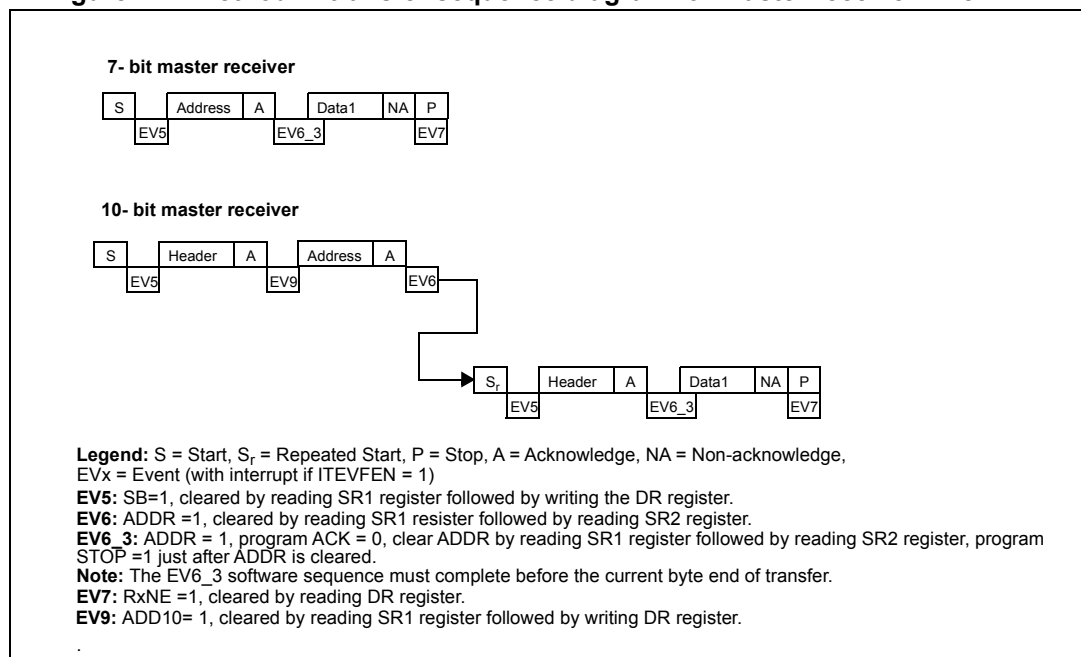 7- bit master receiver
S Address A Data1 NA P
EV5 EV6_3 EV7
10- bit master receiver
S Header A Address A
EV5 EV9 EV6
Sr Header A Data1 NA P
EV5 EV6_3 EV7
Legend: S = Start, Sr = Repeated Start, P = Stop, A = Acknowledge, NA = Non-acknowledge,
EVx = Event (with interrupt if ITEVFEN = 1)
EV5: SB=1, cleared by reading SR1 register followed by writing the DR register.
EV6: ADDR =1, cleared by reading SR1 resister followed by reading SR2 register.
EV6_3: ADDR = 1, program ACK = 0, clear ADDR by reading SR1 register followed by reading SR2 register, program
STOP =1 just after ADDR is cleared.
Note: The EV6_3 software sequence must complete before the current byte end of transfer.
EV7: RxNE =1, cleared by reading DR register.
EV9: ADD10= 1, cleared by reading SR1 register followed by writing DR register.
.